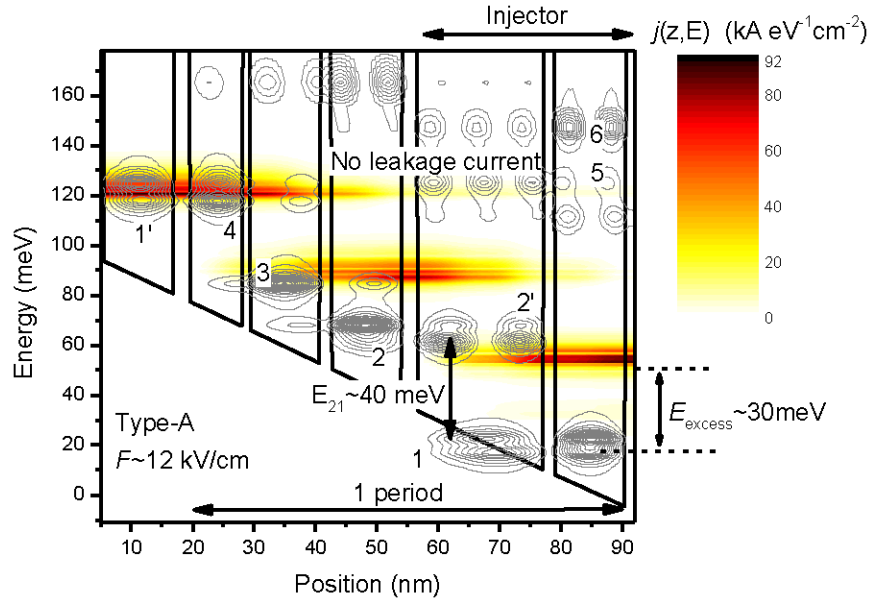 Injector
j(z,E) (kA eV⁻¹cm⁻²)
92
80
60
40
20
0
160
140
120
100
80
60
40
20
0
Energy (meV)
6
No leakage current
5
1'
4
3
2'
2
E₂₁~40 meV
E_excess~30meV
Type-A
F~12 kV/cm
1
1 period
10 20 30 40 50 60 70 80 90
Position (nm)